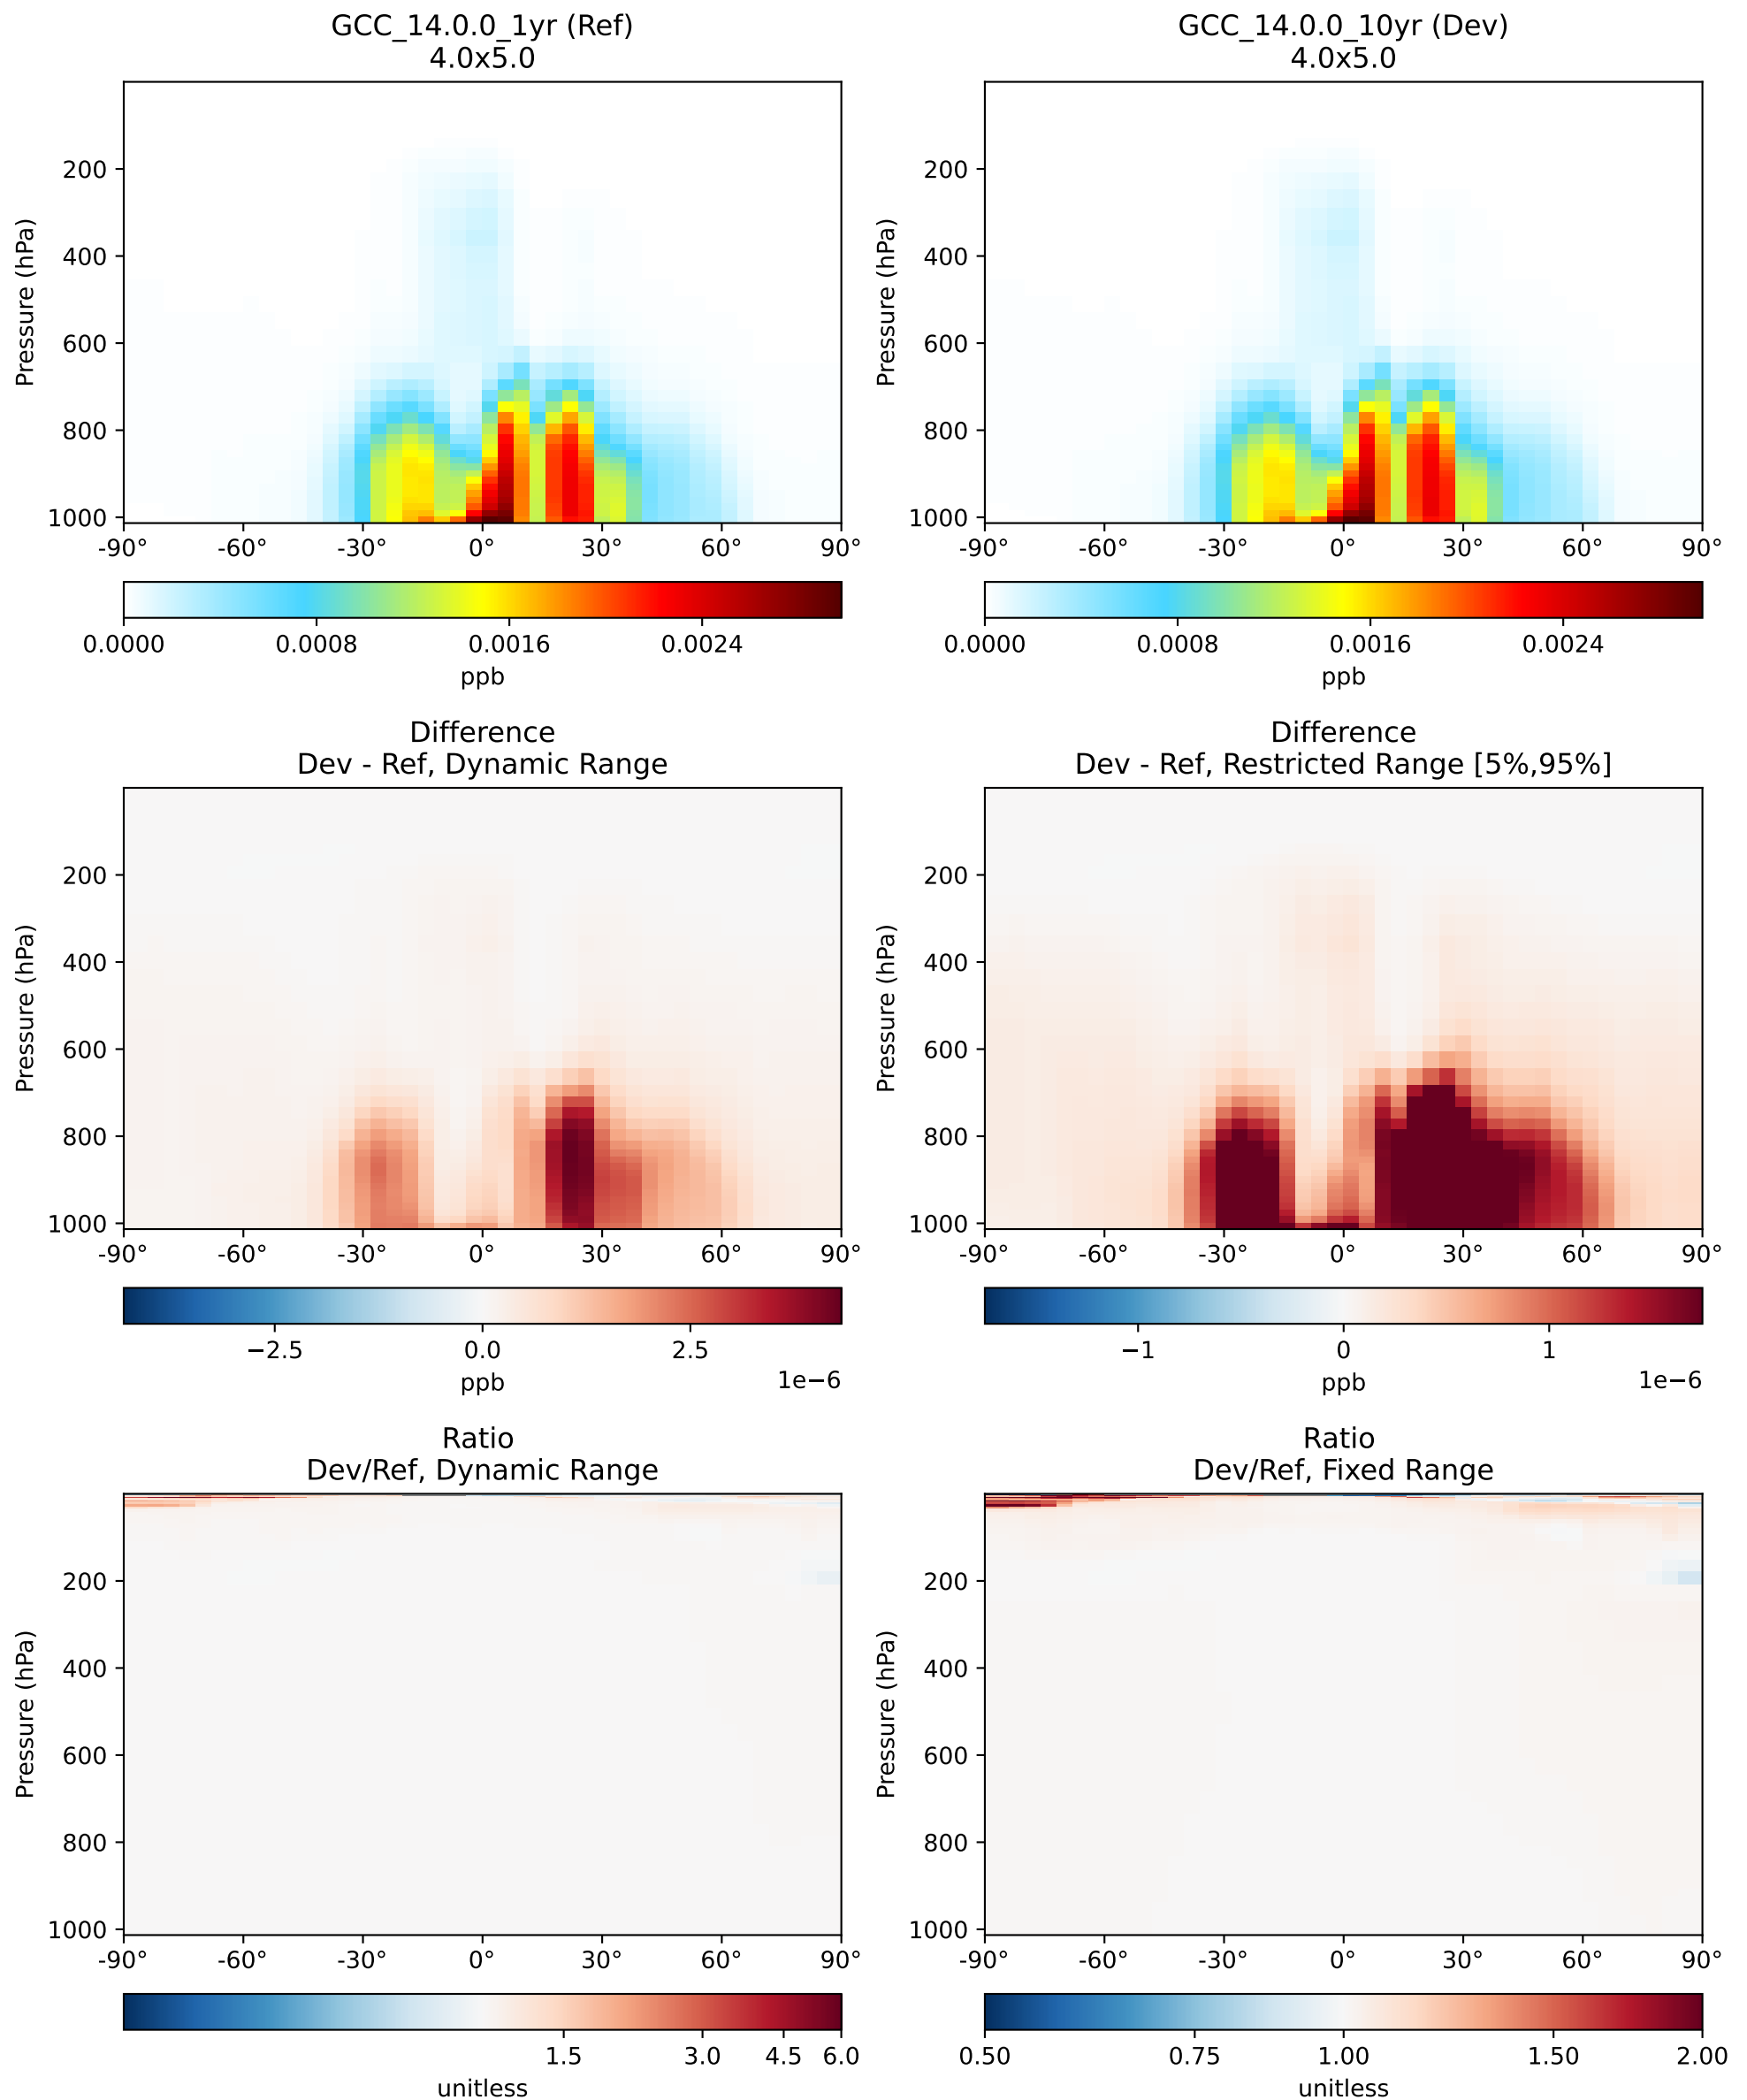 GCC_14.0.0_1yr (Ref)
4.0x5.0
Pressure (hPa)
200
400
600
800
1000
-90° -60° -30° 0° 30° 60° 90°
0.0000 0.0008 0.0016 0.0024
ppb
GCC_14.0.0_10yr (Dev)
4.0x5.0
Pressure (hPa)
200
400
600
800
1000
-90° -60° -30° 0° 30° 60° 90°
0.0000 0.0008 0.0016 0.0024
ppb
Difference
Dev - Ref, Dynamic Range
Pressure (hPa)
200
400
600
800
1000
-90° -60° -30° 0° 30° 60° 90°
−2.5 0.0 2.5
1e−6
ppb
Difference
Dev - Ref, Restricted Range [5%,95%]
Pressure (hPa)
200
400
600
800
1000
-90° -60° -30° 0° 30° 60° 90°
−1 0 1
1e−6
ppb
Ratio
Dev/Ref, Dynamic Range
Pressure (hPa)
200
400
600
800
1000
-90° -60° -30° 0° 30° 60° 90°
1.5 3.0 4.5 6.0
unitless
Ratio
Dev/Ref, Fixed Range
Pressure (hPa)
200
400
600
800
1000
-90° -60° -30° 0° 30° 60° 90°
0.50 0.75 1.00 1.50 2.00
unitless